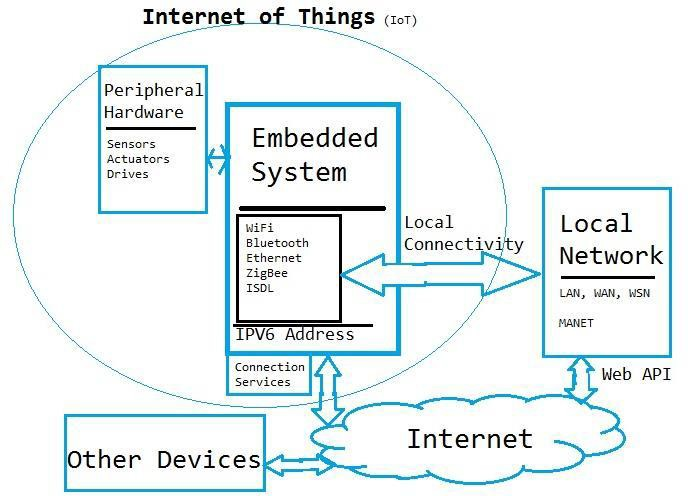 Internet of Things (IoT)
Peripheral
Hardware
Sensors
Actuators
Drives
Embedded
System
WiFi
Bluetooth
Ethernet
ZigBee
ISDL
IPV6 Address
Connection
Services
Local
Connectivity
Local
Network
LAN, WAN, WSN
MANET
Web API
Internet
Other Devices